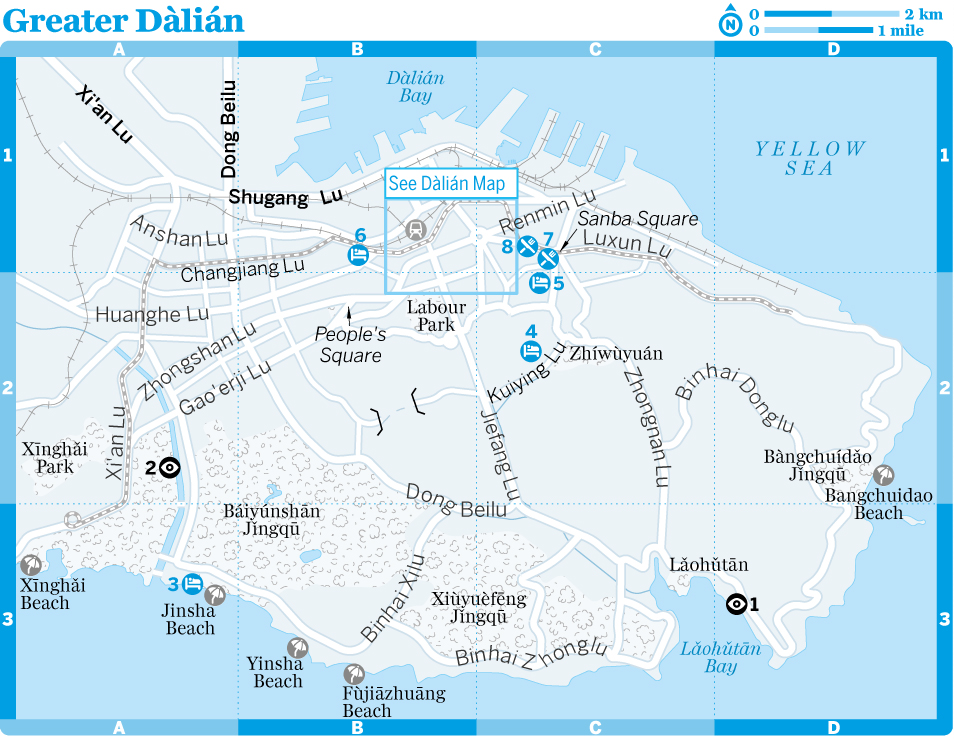 Greater Dàlián
0 2 km
0 1 mile
A B C D
Dàlián
Bay
Xi'an Lu
Dong Beilu
1
YELLOW
SEA
1
See Dàlián Map
Shugang Lu
Renmin Lu
Sanba Square
Anshan Lu
6
7
8
Luxun Lu
Changjiang Lu
5
Huanghe Lu
Labour
Park
People's
Square
4
Zhongshan Lu
Zhíwùyuán
Gao'erji Lu
Kuiying Lu
2
2
Binhai Donglu
Zhongnan Lu
Xi'an Lu
Jiefang Lu
Xīnghǎi
Park
2
Bàngchuídǎo
Jǐngqū
Bangchuidao
Beach
Dong Beilu
Báiyúnshān
Jǐngqū
Lǎohǔtān
Xīnghǎi
Beach
3
Jinsha
Beach
Binhai Xilu
Xiùyuèfēng
Jǐngqū
1
3
3
Binhai Zhonglu
Lǎohǔtān
Bay
Yinsha
Beach
Fùjiāzhuāng
Beach
A B C D